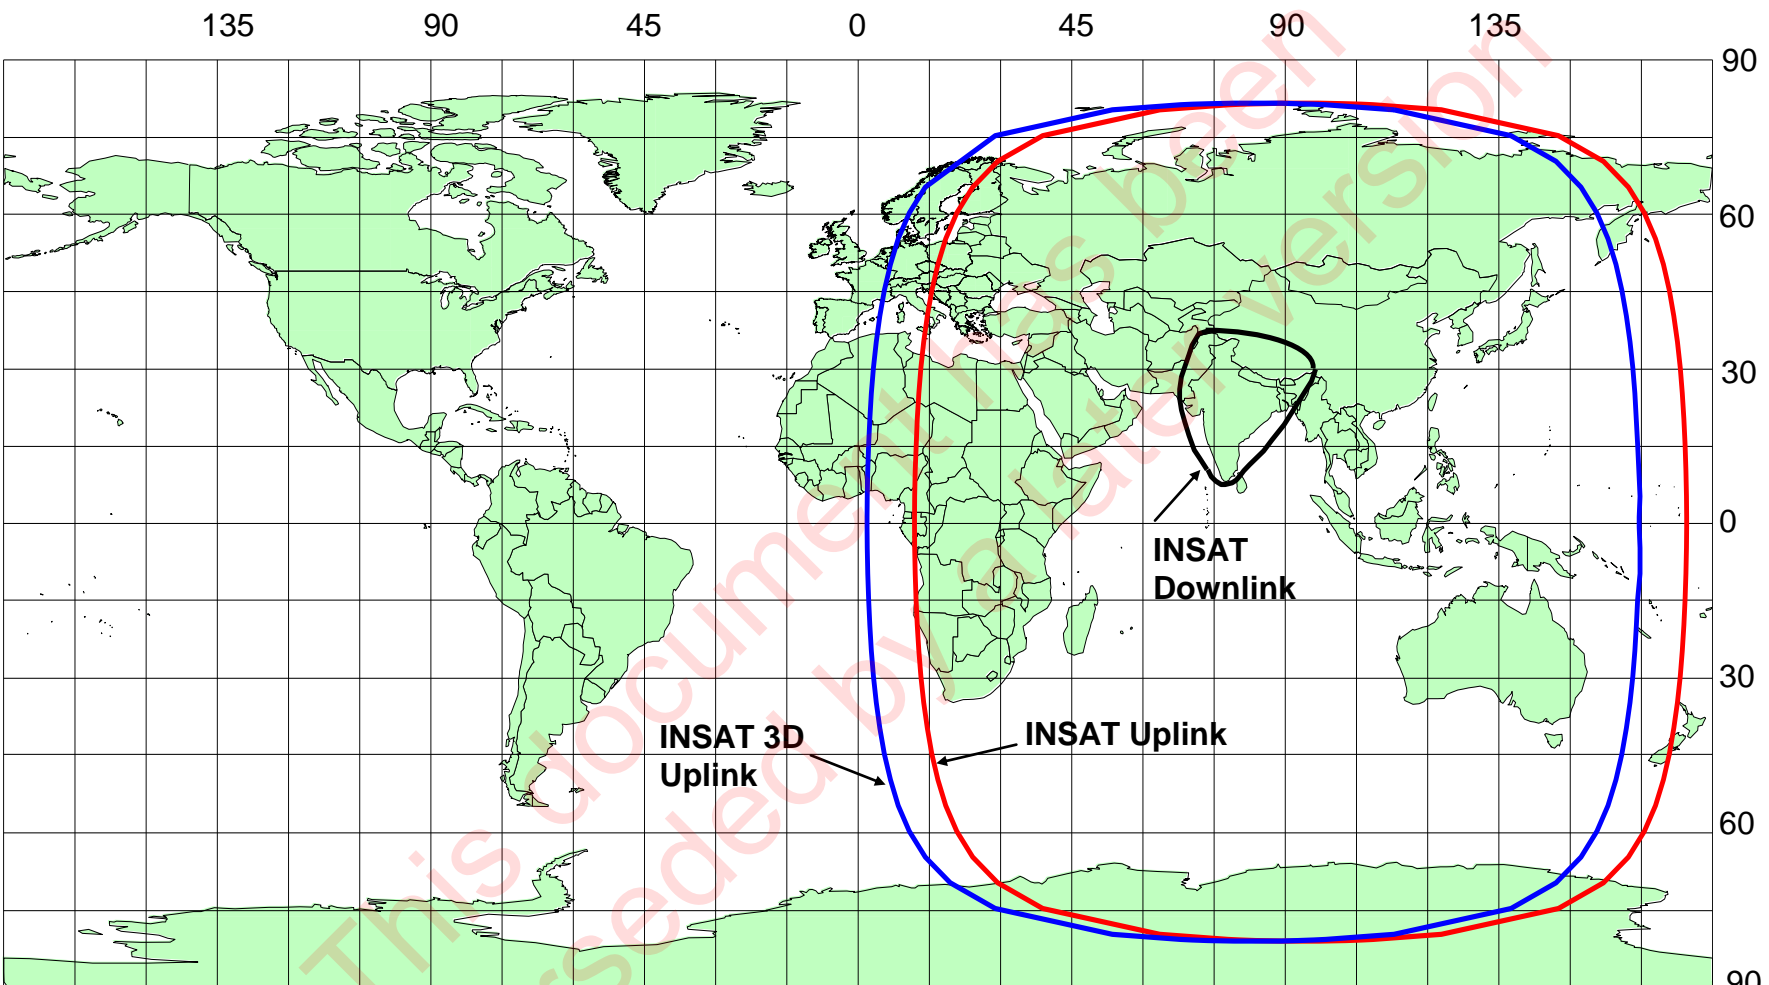 135 90 45 0 45 90 135
90
60
30
0
30
60
90
INSAT
Downlink
INSAT 3D
Uplink
INSAT Uplink
This document has been
superseded by a later version